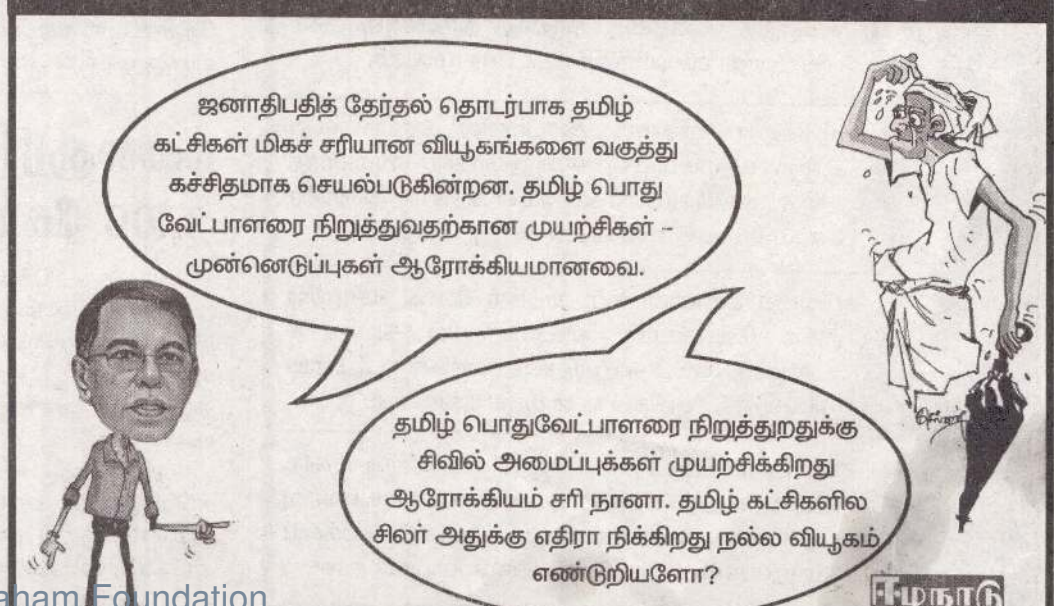 ஜனாதிபதித் தேர்தல் தொடர்பாக தமிழ்
கட்சிகள் மிகச் சரியான வியூகங்களை வகுத்து
கச்சிதமாக செயல்படுகின்றன. தமிழ் பொது
வேட்பாளரை நிறுத்துவதற்கான முயற்சிகள் –
முன்னெடுப்புகள் ஆரோக்கியமானவை.
தமிழ் பொதுவேட்பாளரை நிறுத்துறதுக்கு
சிவில் அமைப்புக்கள் முயற்சிக்கிறது
ஆரோக்கியம் சரி நானா. தமிழ் கட்சிகளில
சிலர் அதுக்கு எதிரா நிக்கிறது நல்ல வியூகம்
எண்டுறியளோ?
ஈழநாடு
aham Foundation